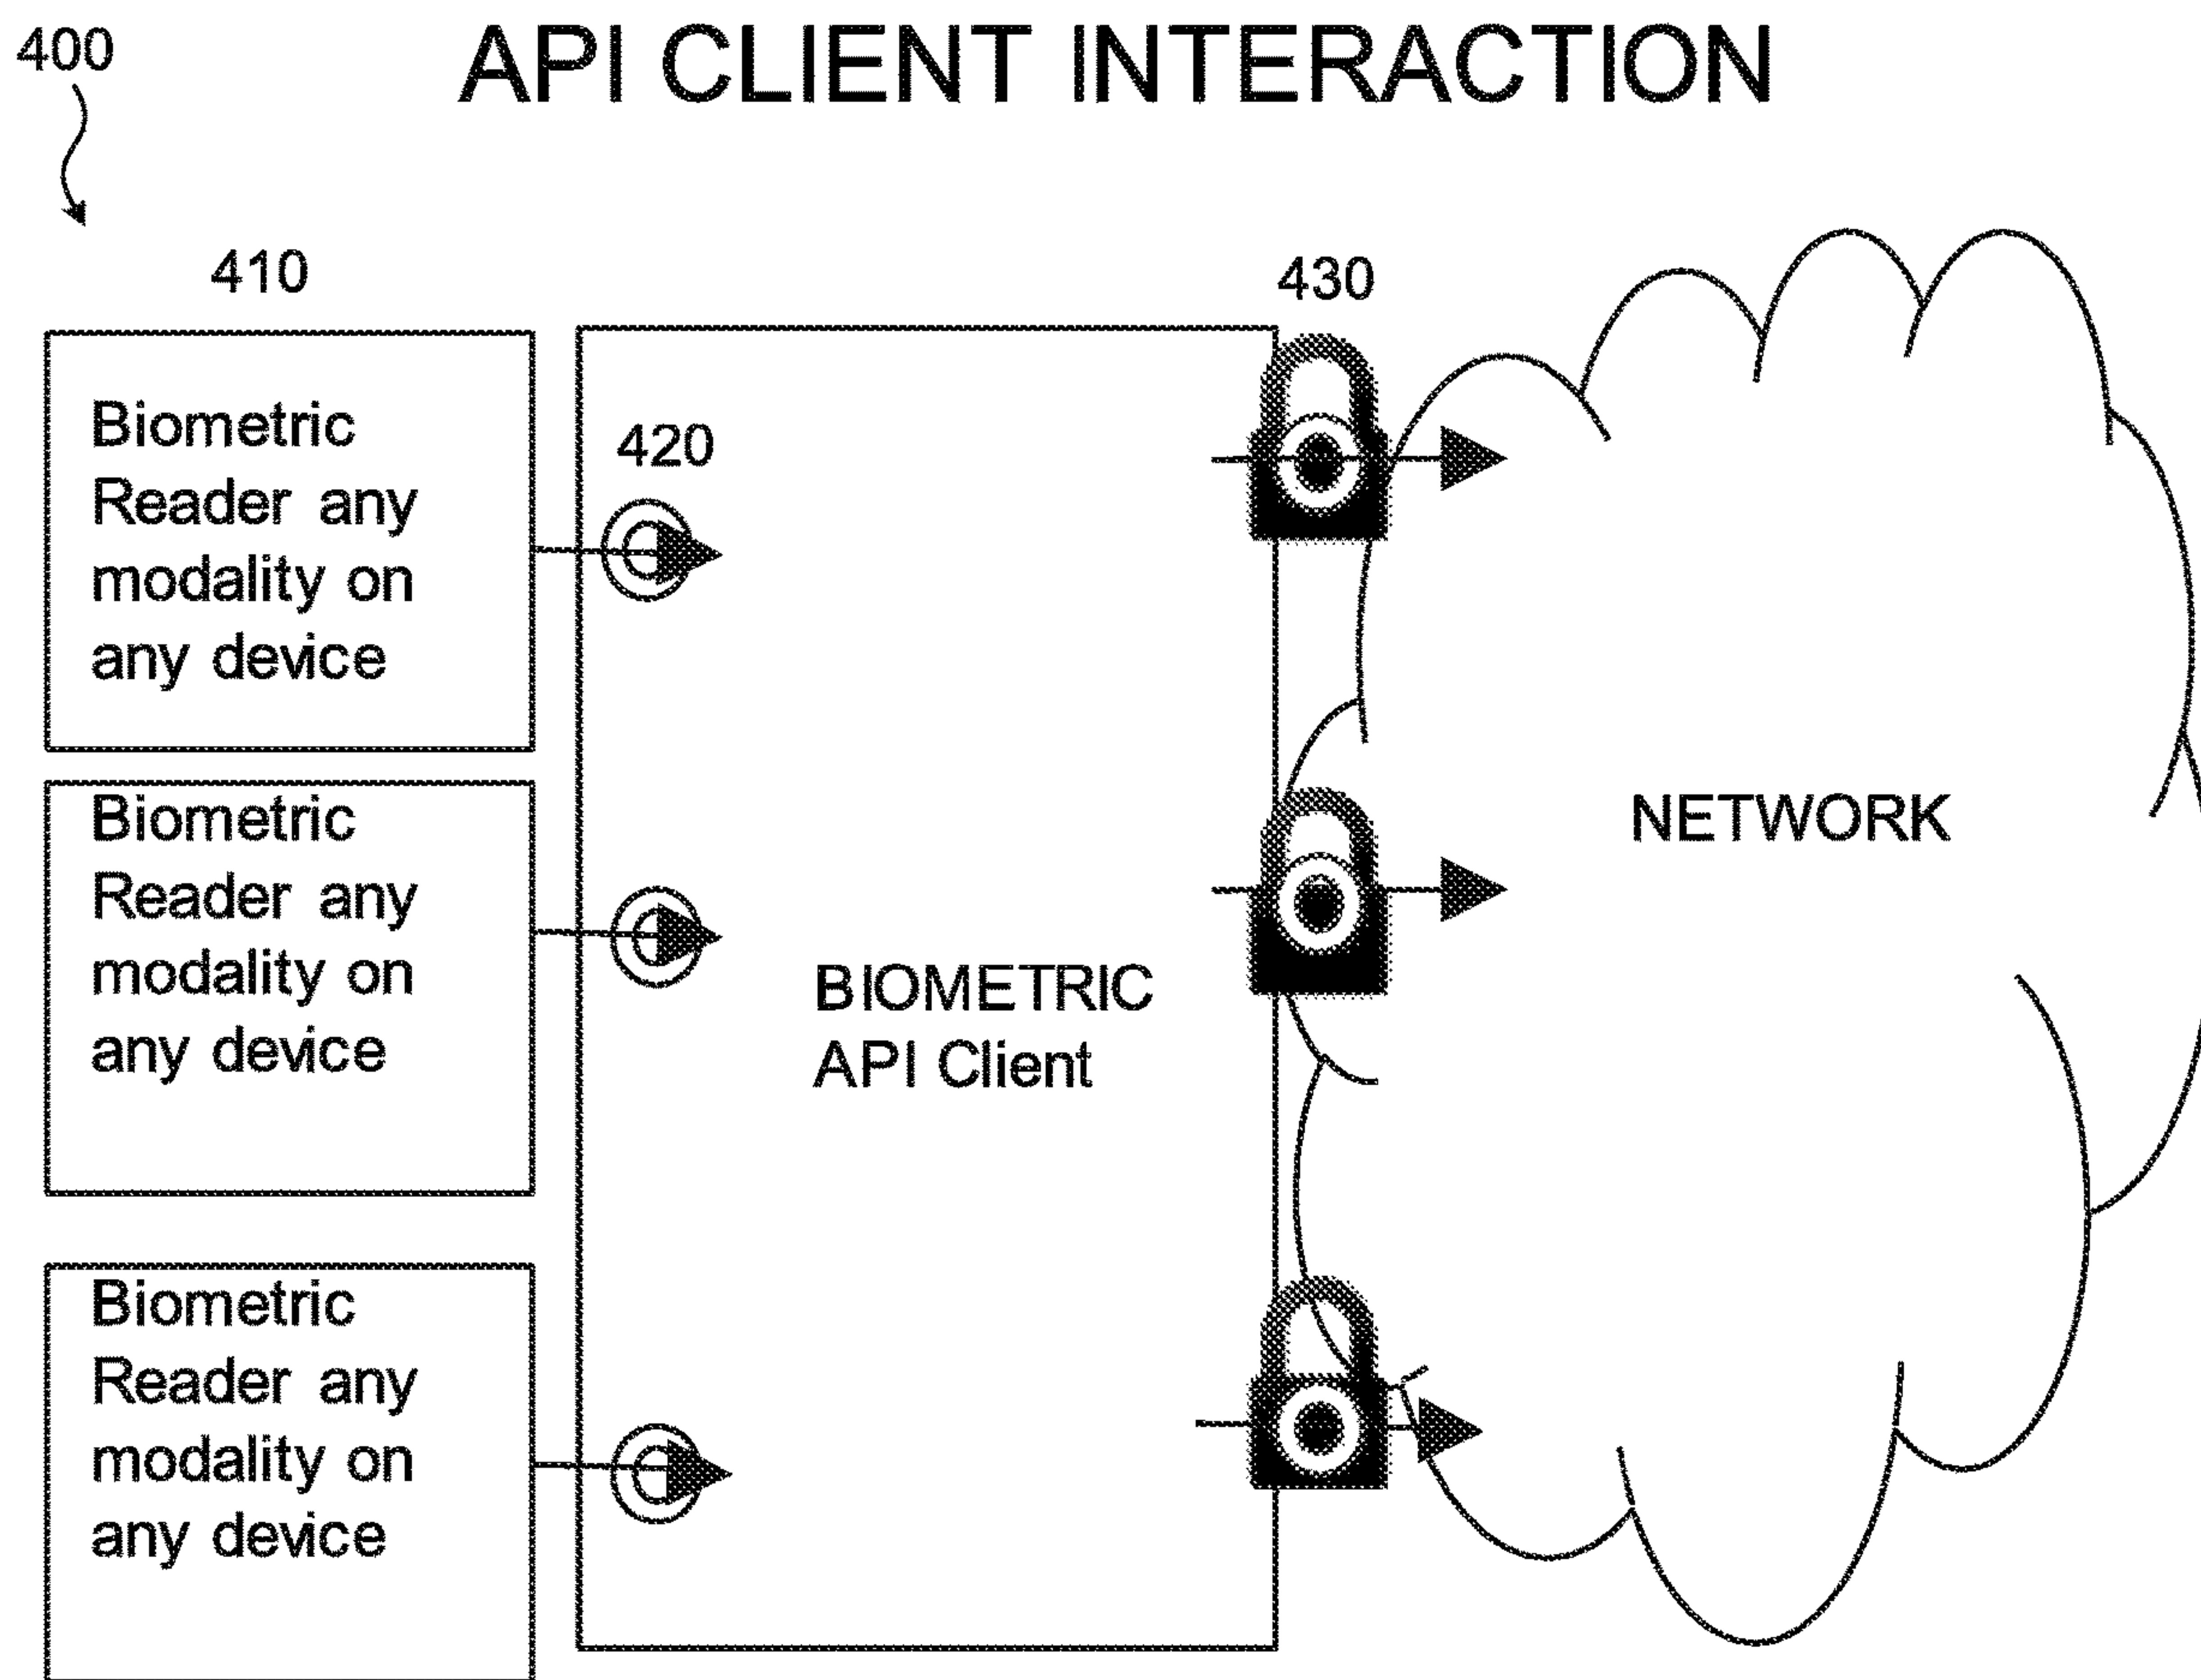 400
API CLIENT INTERACTION
410
430
Biometric
Reader any
modality on
any device
420
Biometric
Reader any
modality on
any device
NETWORK
BIOMETRIC
API Client
Biometric
Reader any
modality on
any device